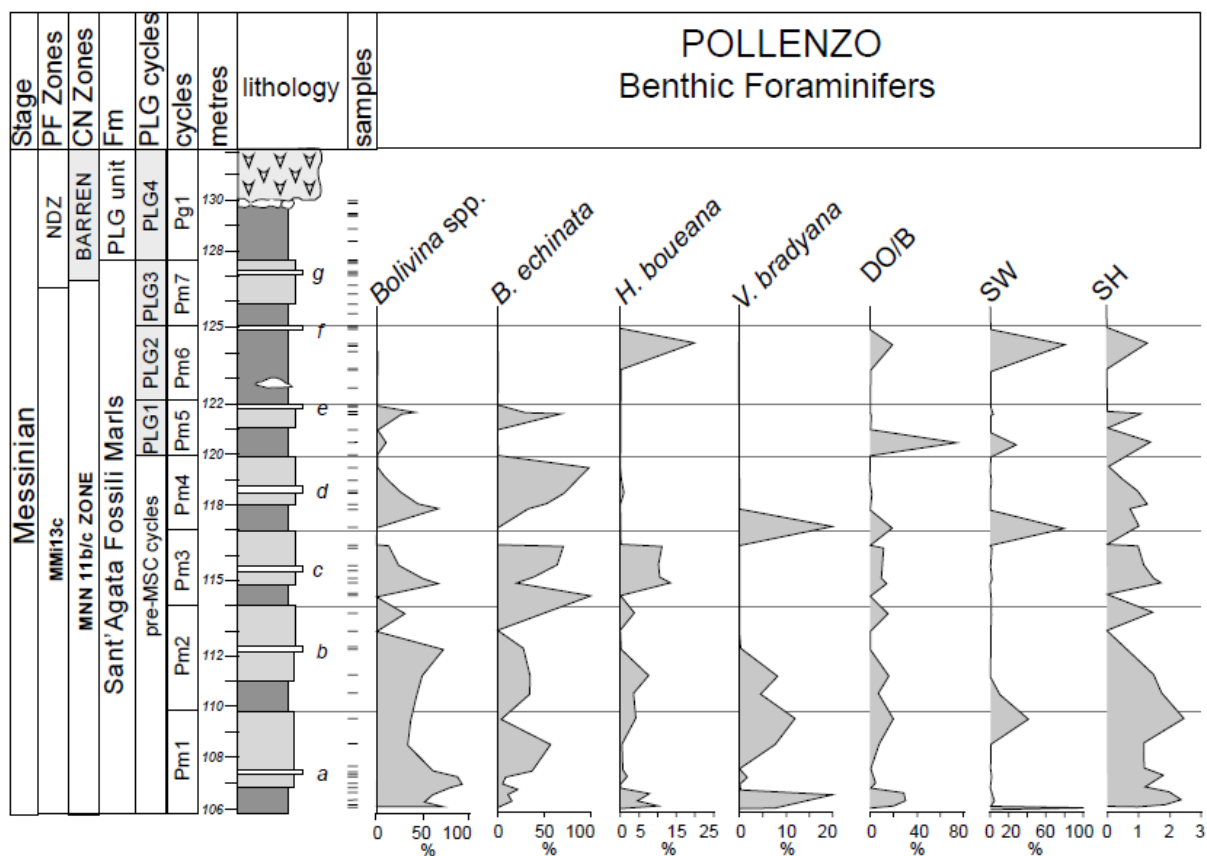 POLLENZO
Benthic Foraminifers
Stage
PF Zones
CN Zones
Fm
PLG cycles
cycles
metres
lithology
samples
Messinian
NDZ
MMi13c
BARREN
MNN 11b/c ZONE
PLG unit
Sant'Agata Fossili Marls
PLG4
PLG3
PLG2
PLG1
pre-MSC cycles
Pg1
Pm7
Pm6
Pm5
Pm4
Pm3
Pm2
Pm1
130
128
125
122
120
118
115
112
110
108
106
g
f
e
d
c
b
a
Bolivina spp.
B. echinata
H. boueana
V. bradyana
DO/B
SW
SH
0 50 100
%
0 50 100
%
0 10 20 25
%
0 10 20
%
0 20 40 80
%
0 20 40 100
%
0 1 2 3